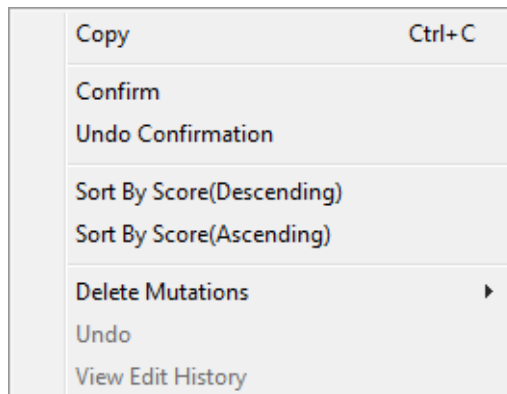 Copy Ctrl+C
Confirm
Undo Confirmation
Sort By Score(Descending)
Sort By Score(Ascending)
Delete Mutations
Undo
View Edit History